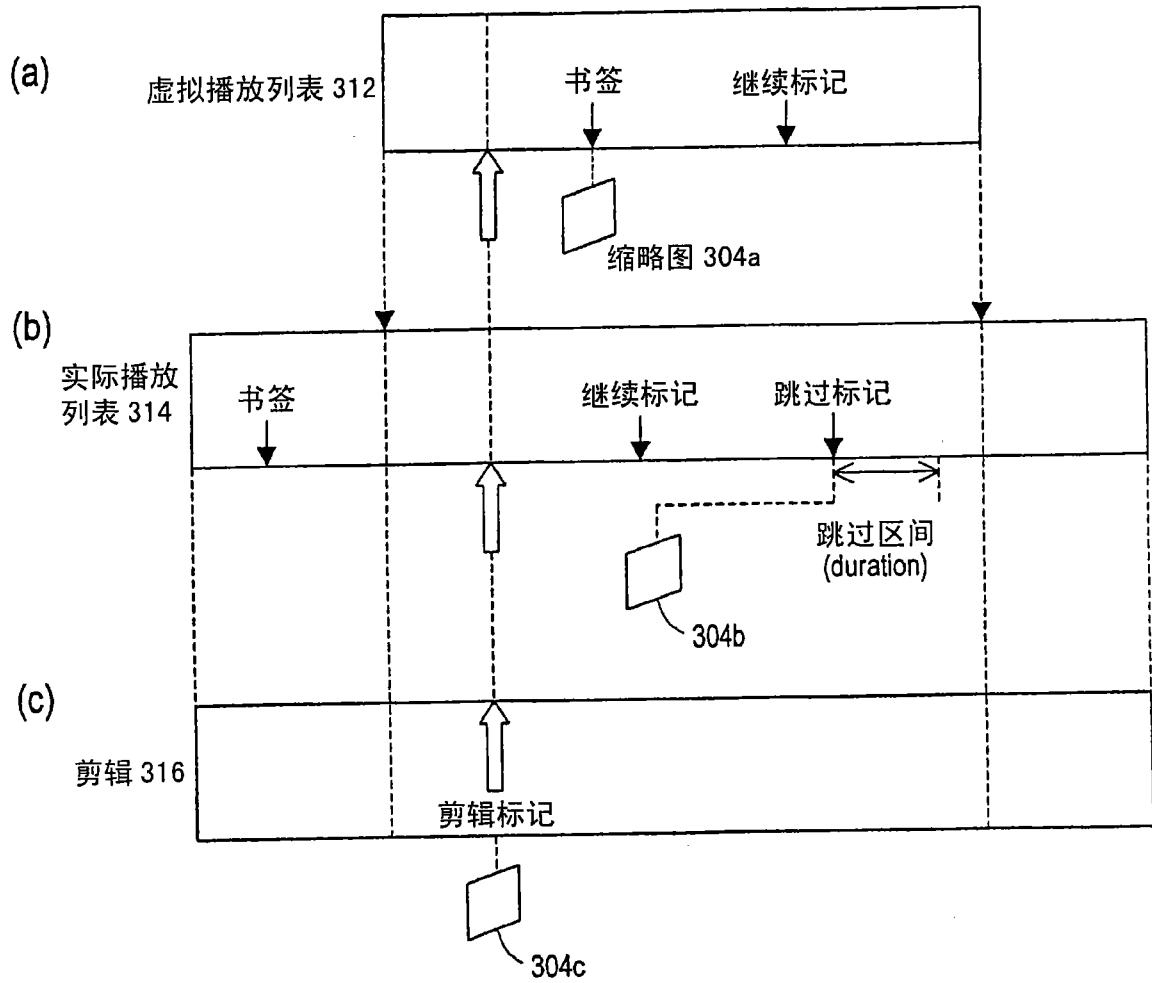 (a)
虚拟播放列表 312
书签
继续标记
缩略图 304a
(b)
实际播放
列表 314
书签
继续标记
跳过标记
跳过区间
(duration)
304b
(c)
剪辑 316
剪辑标记
304c